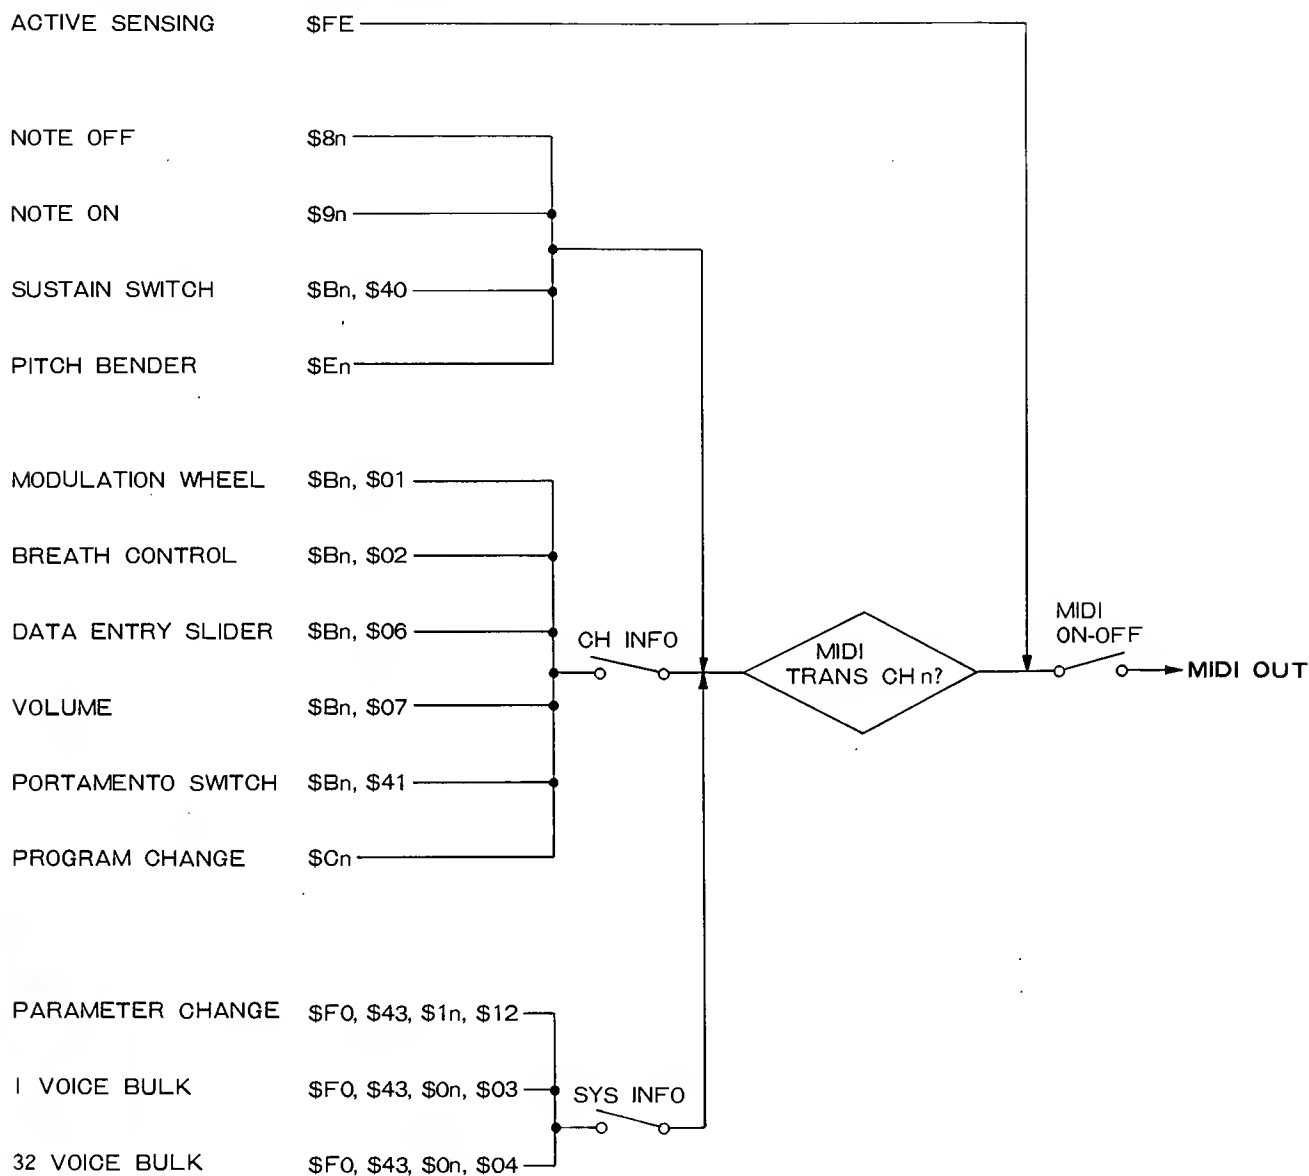 ACTIVE SENSING $FE
NOTE OFF $8n
NOTE ON $9n
SUSTAIN SWITCH $Bn, $40
PITCH BENDER $En
MODULATION WHEEL $Bn, $01
BREATH CONTROL $Bn, $02
DATA ENTRY SLIDER $Bn, $06
CH INFO
MIDI
TRANS CH n?
MIDI
ON-OFF
MIDI OUT
VOLUME $Bn, $07
PORTAMENTO SWITCH $Bn, $41
PROGRAM CHANGE $Cn
PARAMETER CHANGE $F0, $43, $1n, $12
1 VOICE BULK $F0, $43, $0n, $03
SYS INFO
32 VOICE BULK $F0, $43, $0n, $04